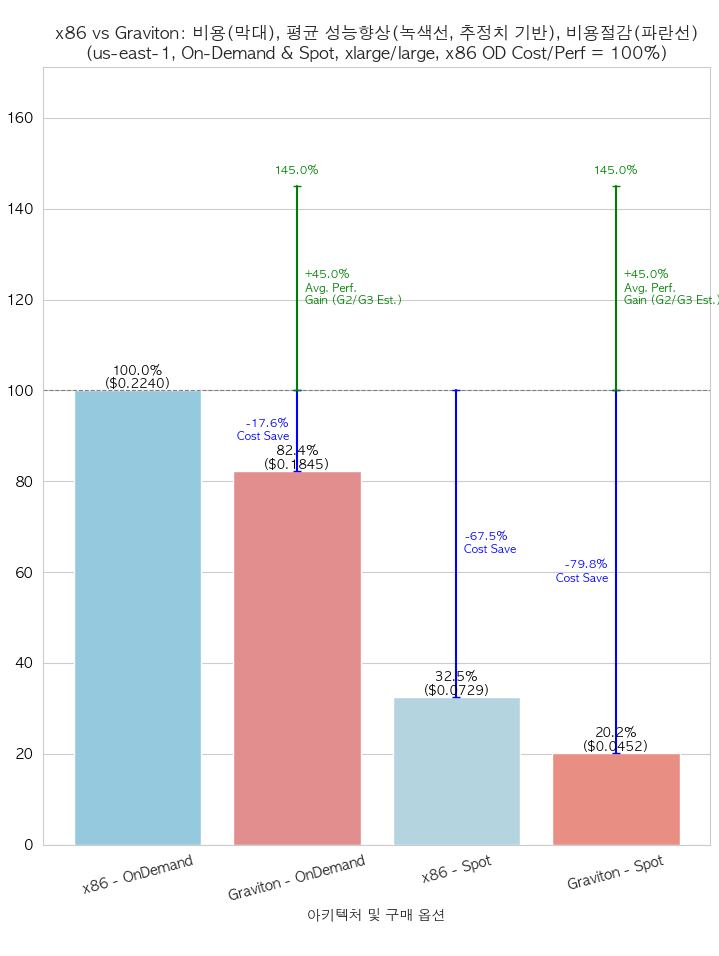 x86 vs Graviton: 비용(막대), 평균 성능향상(녹색선, 추정치 기반), 비용절감(파란선)
(us-east-1, On-Demand & Spot, xlarge/large, x86 OD Cost/Perf = 100%)
160
140
120
100
80
60
40
20
0
145.0%
145.0%
+45.0%
Avg. Perf.
Gain (G2/G3 Est.)
+45.0%
Avg. Perf.
Gain (G2/G3 Est.)
100.0%
($0.2240)
-17.6%
Cost Save
82.4%
($0.1845)
-67.5%
Cost Save
-79.8%
Cost Save
32.5%
($0.0729)
20.2%
($0.0452)
x86 - OnDemand
Graviton - OnDemand
x86 - Spot
Graviton - Spot
아키텍처 및 구매 옵션